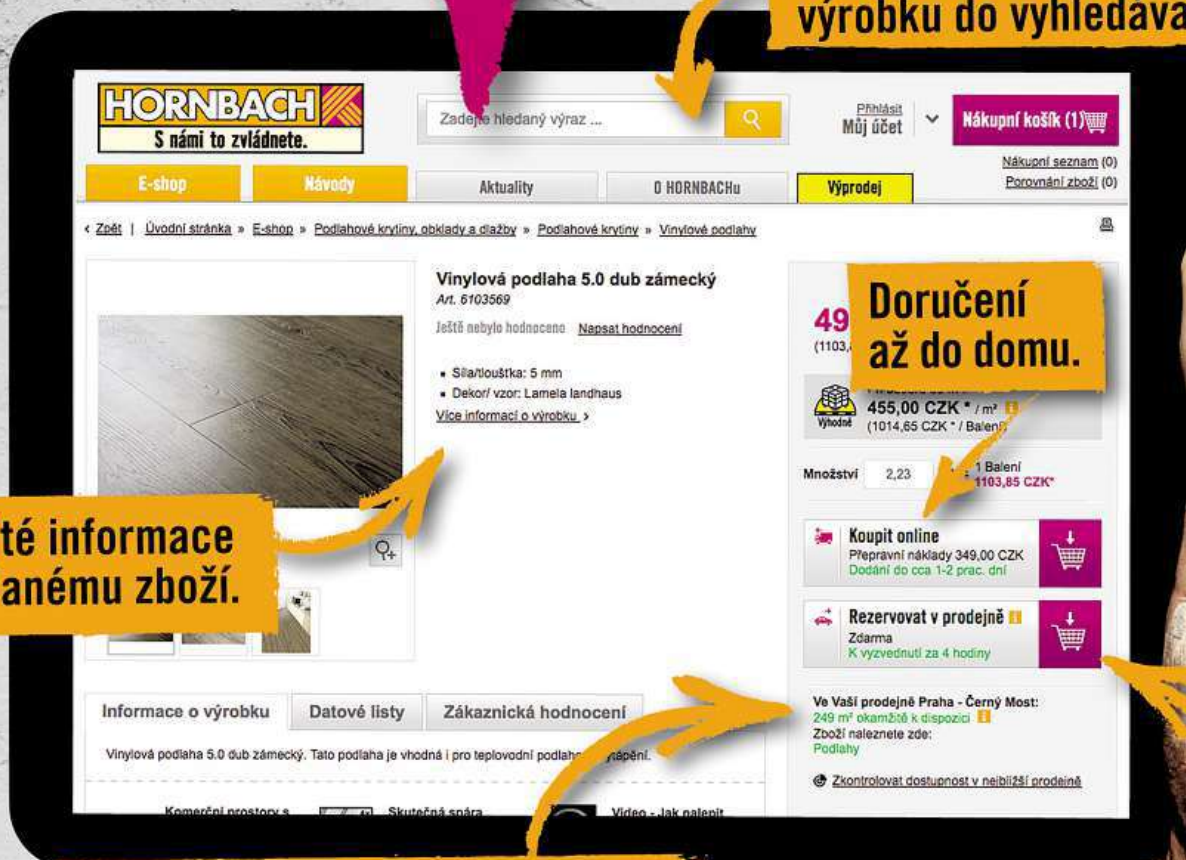 výrobku do
HORNBACH
S námi to zvládnete.
Zadejte hledaný výraz ...
Přihlásit
Můj účet
Nákupní košík (1)
Nákupní seznam (0)
Porovnání zboží (0)
E-shop
Návody
Aktuality
O HORNBACHu
Výprodej
‹ Zpět | Úvodní stránka » E-shop » Podlahové krytiny, obklady a dlažby » Podlahové krytiny » Vinylové podlahy
Vinylová podlaha 5.0 dub zámecký
Art. 6103569
Ještě nebylo hodnoceno Napsat hodnocení
▪ Síla/tloušťka: 5 mm
▪ Dekor/ vzor: Lamela landhaus
Více informací o výrobku ›
Doručení
až do domu.
49
(1103,
Výhodné
455,00 CZK * / m²
(1014,65 CZK * / Balení)
Množství 2,23
1 Balení
1103,85 CZK*
Koupit online
Přepravní náklady 349,00 CZK
Dodání do cca 1-2 prac. dní
Rezervovat v prodejně
Zdarma
K vyzvednutí za 4 hodiny
té informace
anému zboží.
Informace o výrobku
Datové listy
Zákaznická hodnocení
Vinylová podlaha 5.0 dub zámecký. Tato podlaha je vhodná i pro teplovodní
Ve Vaší prodejně Praha - Černý Most:
249 m² okamžitě k dispozici
Zboží naleznete zde:
Podlahy
Zkontrolovat dostupnost v nejbližší prodejně
Komerční prostory s
Skutečná spára
Video - Jak nalepit